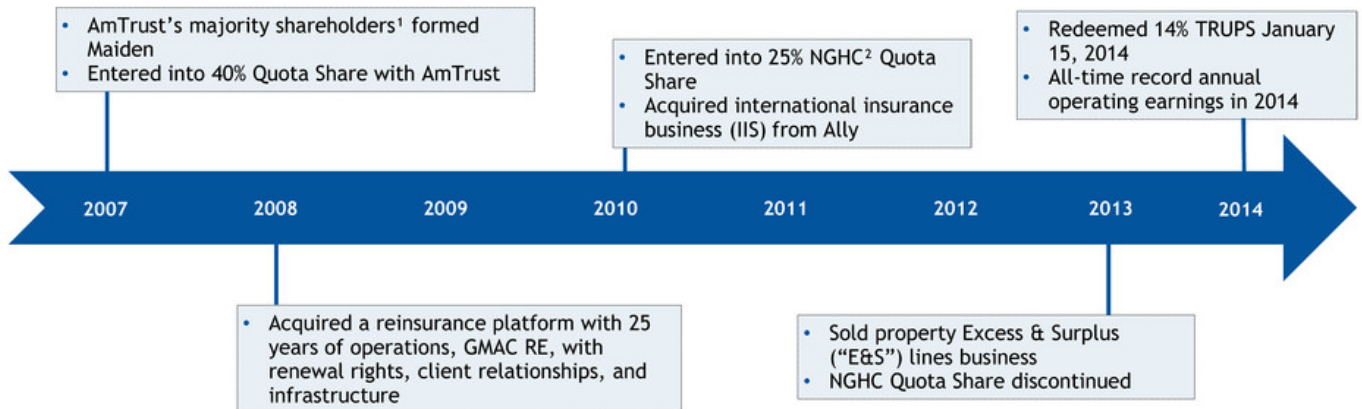 • AmTrust’s majority shareholders¹ formed
Maiden
• Entered into 40% Quota Share with AmTrust
• Entered into 25% NGHC² Quota
Share
• Acquired international insurance
business (IIS) from Ally
• Redeemed 14% TRUPS January
15, 2014
• All-time record annual
operating earnings in 2014
2007 2008 2009 2010 2011 2012 2013 2014
• Acquired a reinsurance platform with 25
years of operations, GMAC RE, with
renewal rights, client relationships, and
infrastructure
• Sold property Excess & Surplus
(“E&S”) lines business
• NGHC Quota Share discontinued